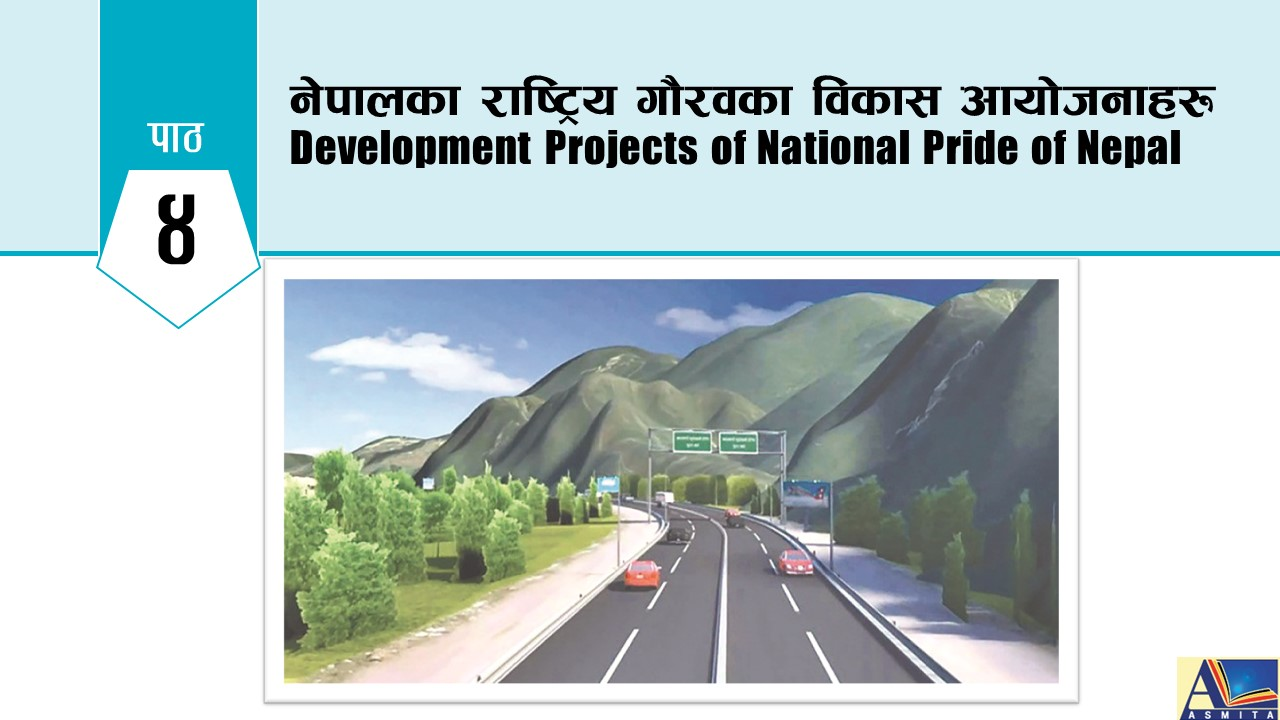 पाठ
४
नेपालका राष्ट्रिय गौरवका विकास आयोजनाहरू
Development Projects of National Pride of Nepal
ASMITA